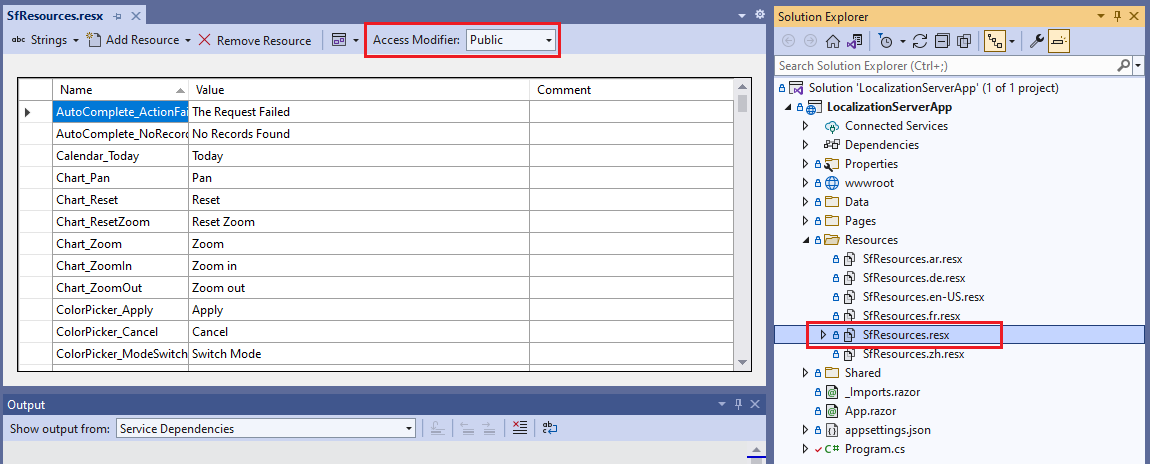 SfResources.resx
abc Strings Add Resource Remove Resource Access Modifier: Public
Name Value Comment
AutoComplete_ActionFai The Request Failed
AutoComplete_NoRecord No Records Found
Calendar_Today Today
Chart_Pan Pan
Chart_Reset Reset
Chart_ResetZoom Reset Zoom
Chart_Zoom Zoom
Chart_ZoomIn Zoom in
Chart_ZoomOut Zoom out
ColorPicker_Apply Apply
ColorPicker_Cancel Cancel
ColorPicker_ModeSwitch Switch Mode
Output
Show output from: Service Dependencies
Solution Explorer
Search Solution Explorer (Ctrl+;)
Solution 'LocalizationServerApp' (1 of 1 project)
LocalizationServerApp
Connected Services
Dependencies
Properties
wwwroot
Data
Pages
Resources
SfResources.ar.resx
SfResources.de.resx
SfResources.en-US.resx
SfResources.fr.resx
SfResources.resx
SfResources.zh.resx
Shared
_Imports.razor
App.razor
appsettings.json
C# Program.cs